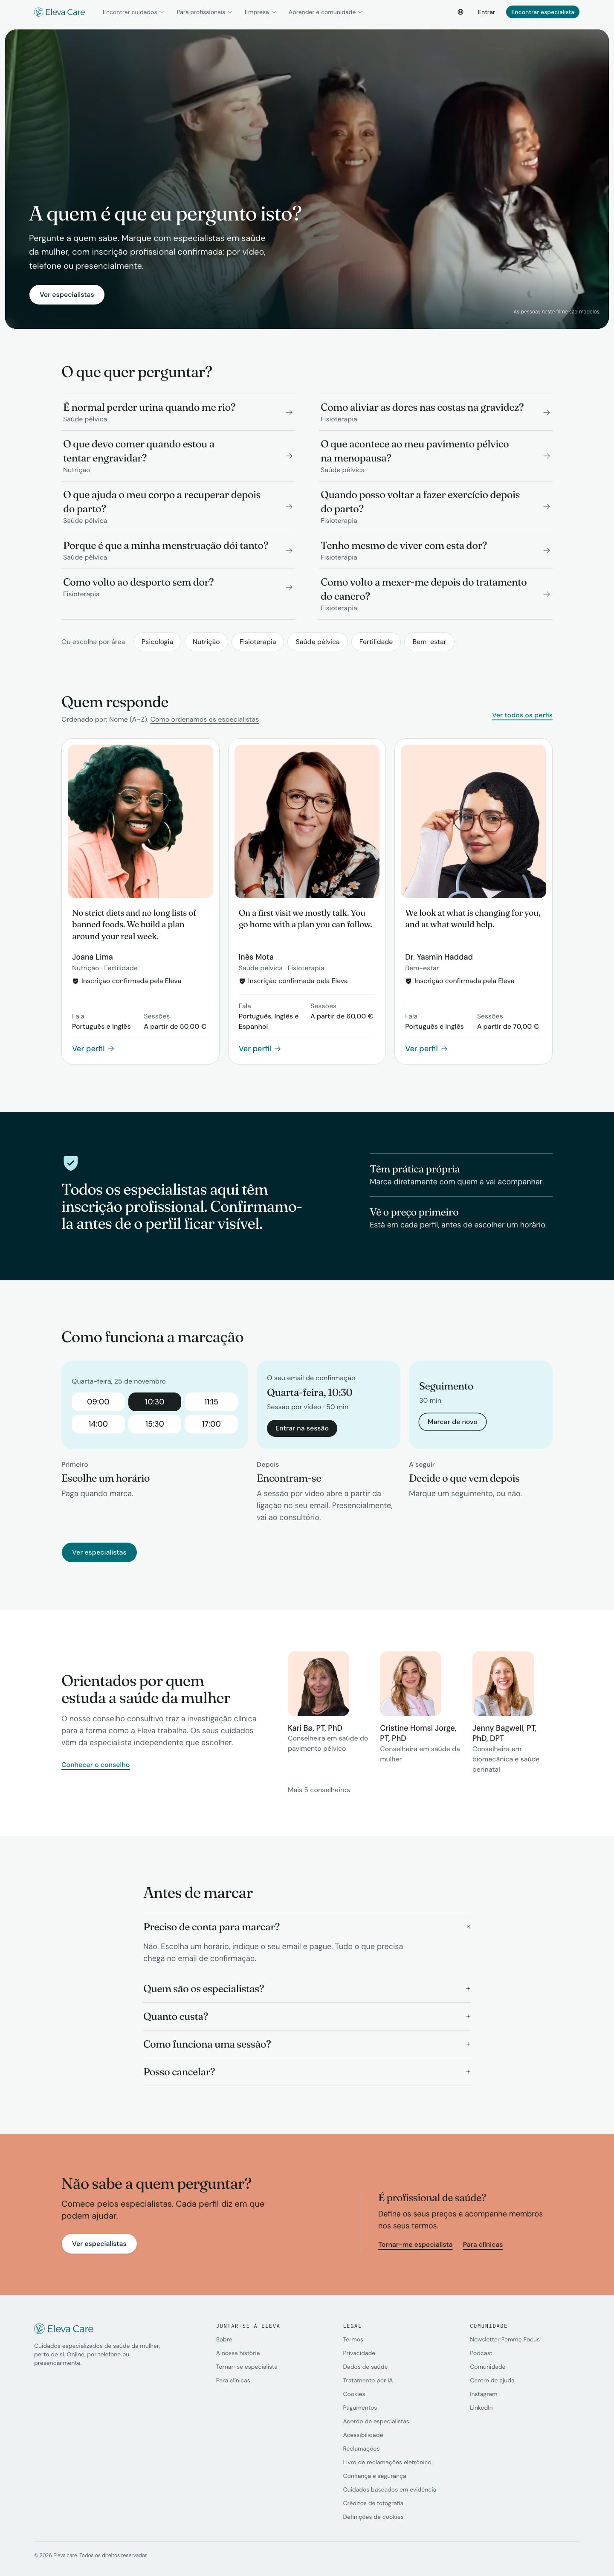 Eleva Care
Encontrar cuidados
Para profissionais
Empresa
Aprender e comunidade
Entrar
Encontrar especialista
A quem é que eu pergunto isto?
Pergunte a quem sabe. Marque com especialistas em saúde
da mulher, com inscrição profissional confirmada: por vídeo,
telefone ou presencialmente.
Ver especialistas
As pessoas neste filme são modelos.
O que quer perguntar?
É normal perder urina quando me rio?
Saúde pélvica
Como aliviar as dores nas costas na gravidez?
Fisioterapia
O que devo comer quando estou a
tentar engravidar?
Nutrição
O que acontece ao meu pavimento pélvico
na menopausa?
Saúde pélvica
O que ajuda o meu corpo a recuperar depois
do parto?
Saúde pélvica
Quando posso voltar a fazer exercício depois
do parto?
Fisioterapia
Porque é que a minha menstruação dói tanto?
Saúde pélvica
Tenho mesmo de viver com esta dor?
Fisioterapia
Como volto ao desporto sem dor?
Fisioterapia
Como volto a mexer-me depois do tratamento
do cancro?
Fisioterapia
Ou escolha por área
Psicologia
Nutrição
Fisioterapia
Saúde pélvica
Fertilidade
Bem-estar
Quem responde
Ordenado por: Nome (A–Z). Como ordenamos os especialistas
Ver todos os perfis
No strict diets and no long lists of
banned foods. We build a plan
around your real week.
Joana Lima
Nutrição · Fertilidade
Inscrição confirmada pela Eleva
Fala
Português e Inglês
Sessões
A partir de 50,00 €
Ver perfil
On a first visit we mostly talk. You
go home with a plan you can follow.
Inês Mota
Saúde pélvica · Fisioterapia
Inscrição confirmada pela Eleva
Fala
Português, Inglês e
Espanhol
Sessões
A partir de 60,00 €
Ver perfil
We look at what is changing for you,
and at what would help.
Dr. Yasmin Haddad
Bem-estar
Inscrição confirmada pela Eleva
Fala
Português e Inglês
Sessões
A partir de 70,00 €
Ver perfil
Todos os especialistas aqui têm
inscrição profissional. Confirmamo-
la antes de o perfil ficar visível.
Têm prática própria
Marca diretamente com quem a vai acompanhar.
Vê o preço primeiro
Está em cada perfil, antes de escolher um horário.
Como funciona a marcação
Quarta-feira, 25 de novembro
09:00
10:30
11:15
14:00
15:30
17:00
Primeiro
Escolhe um horário
Paga quando marca.
O seu email de confirmação
Quarta-feira, 10:30
Sessão por vídeo · 50 min
Entrar na sessão
Depois
Encontram-se
A sessão por vídeo abre a partir da
ligação no seu email. Presencialmente,
vai ao consultório.
Seguimento
30 min
Marcar de novo
A seguir
Decide o que vem depois
Marque um seguimento, ou não.
Ver especialistas
Orientados por quem
estuda a saúde da mulher
O nosso conselho consultivo traz a investigação clínica
para a forma como a Eleva trabalha. Os seus cuidados
vêm da especialista independente que escolher.
Conhecer o conselho
Kari Bø, PT, PhD
Conselheira em saúde do
pavimento pélvico
Cristine Homsi Jorge,
PT, PhD
Conselheira em saúde da
mulher
Jenny Bagwell, PT,
PhD, DPT
Conselheira em
biomecânica e saúde
perinatal
Mais 5 conselheiros
Antes de marcar
Preciso de conta para marcar?
Não. Escolha um horário, indique o seu email e pague. Tudo o que precisa
chega no email de confirmação.
Quem são os especialistas?
Quanto custa?
Como funciona uma sessão?
Posso cancelar?
Não sabe a quem perguntar?
Comece pelos especialistas. Cada perfil diz em que
podem ajudar.
Ver especialistas
É profissional de saúde?
Defina os seus preços e acompanhe membros
nos seus termos.
Tornar-me especialista
Para clínicas
Eleva Care
Cuidados especializados de saúde da mulher,
perto de si. Online, por telefone ou
presencialmente.
JUNTAR-SE À ELEVA
Sobre
A nossa história
Tornar-se especialista
Para clínicas
LEGAL
Termos
Privacidade
Dados de saúde
Tratamento por IA
Cookies
Pagamentos
Acordo de especialistas
Acessibilidade
Reclamações
Livro de reclamações eletrónico
Confiança e segurança
Cuidados baseados em evidência
Créditos de fotografia
Definições de cookies
COMUNIDADE
Newsletter Femme Focus
Podcast
Comunidade
Centro de ajuda
Instagram
LinkedIn
© 2026 Eleva.care. Todos os direitos reservados.